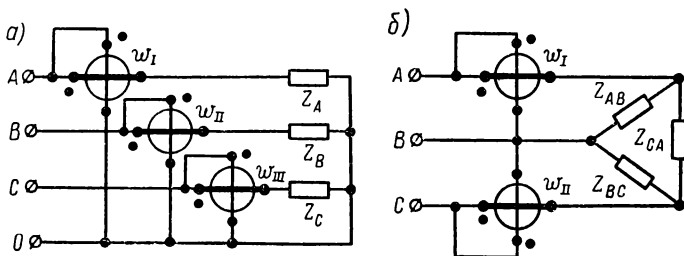 а)
A
W_I
Z_A
B
W_II
Z_B
C
W_III
Z_C
0
б)
A
W_I
Z_AB
B
Z_CA
Z_BC
C
W_II